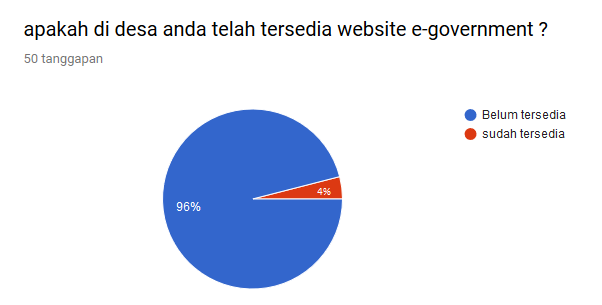 apakah di desa anda telah tersedia website e-government ?
50 tanggapan
Belum tersedia
sudah tersedia
4%
96%